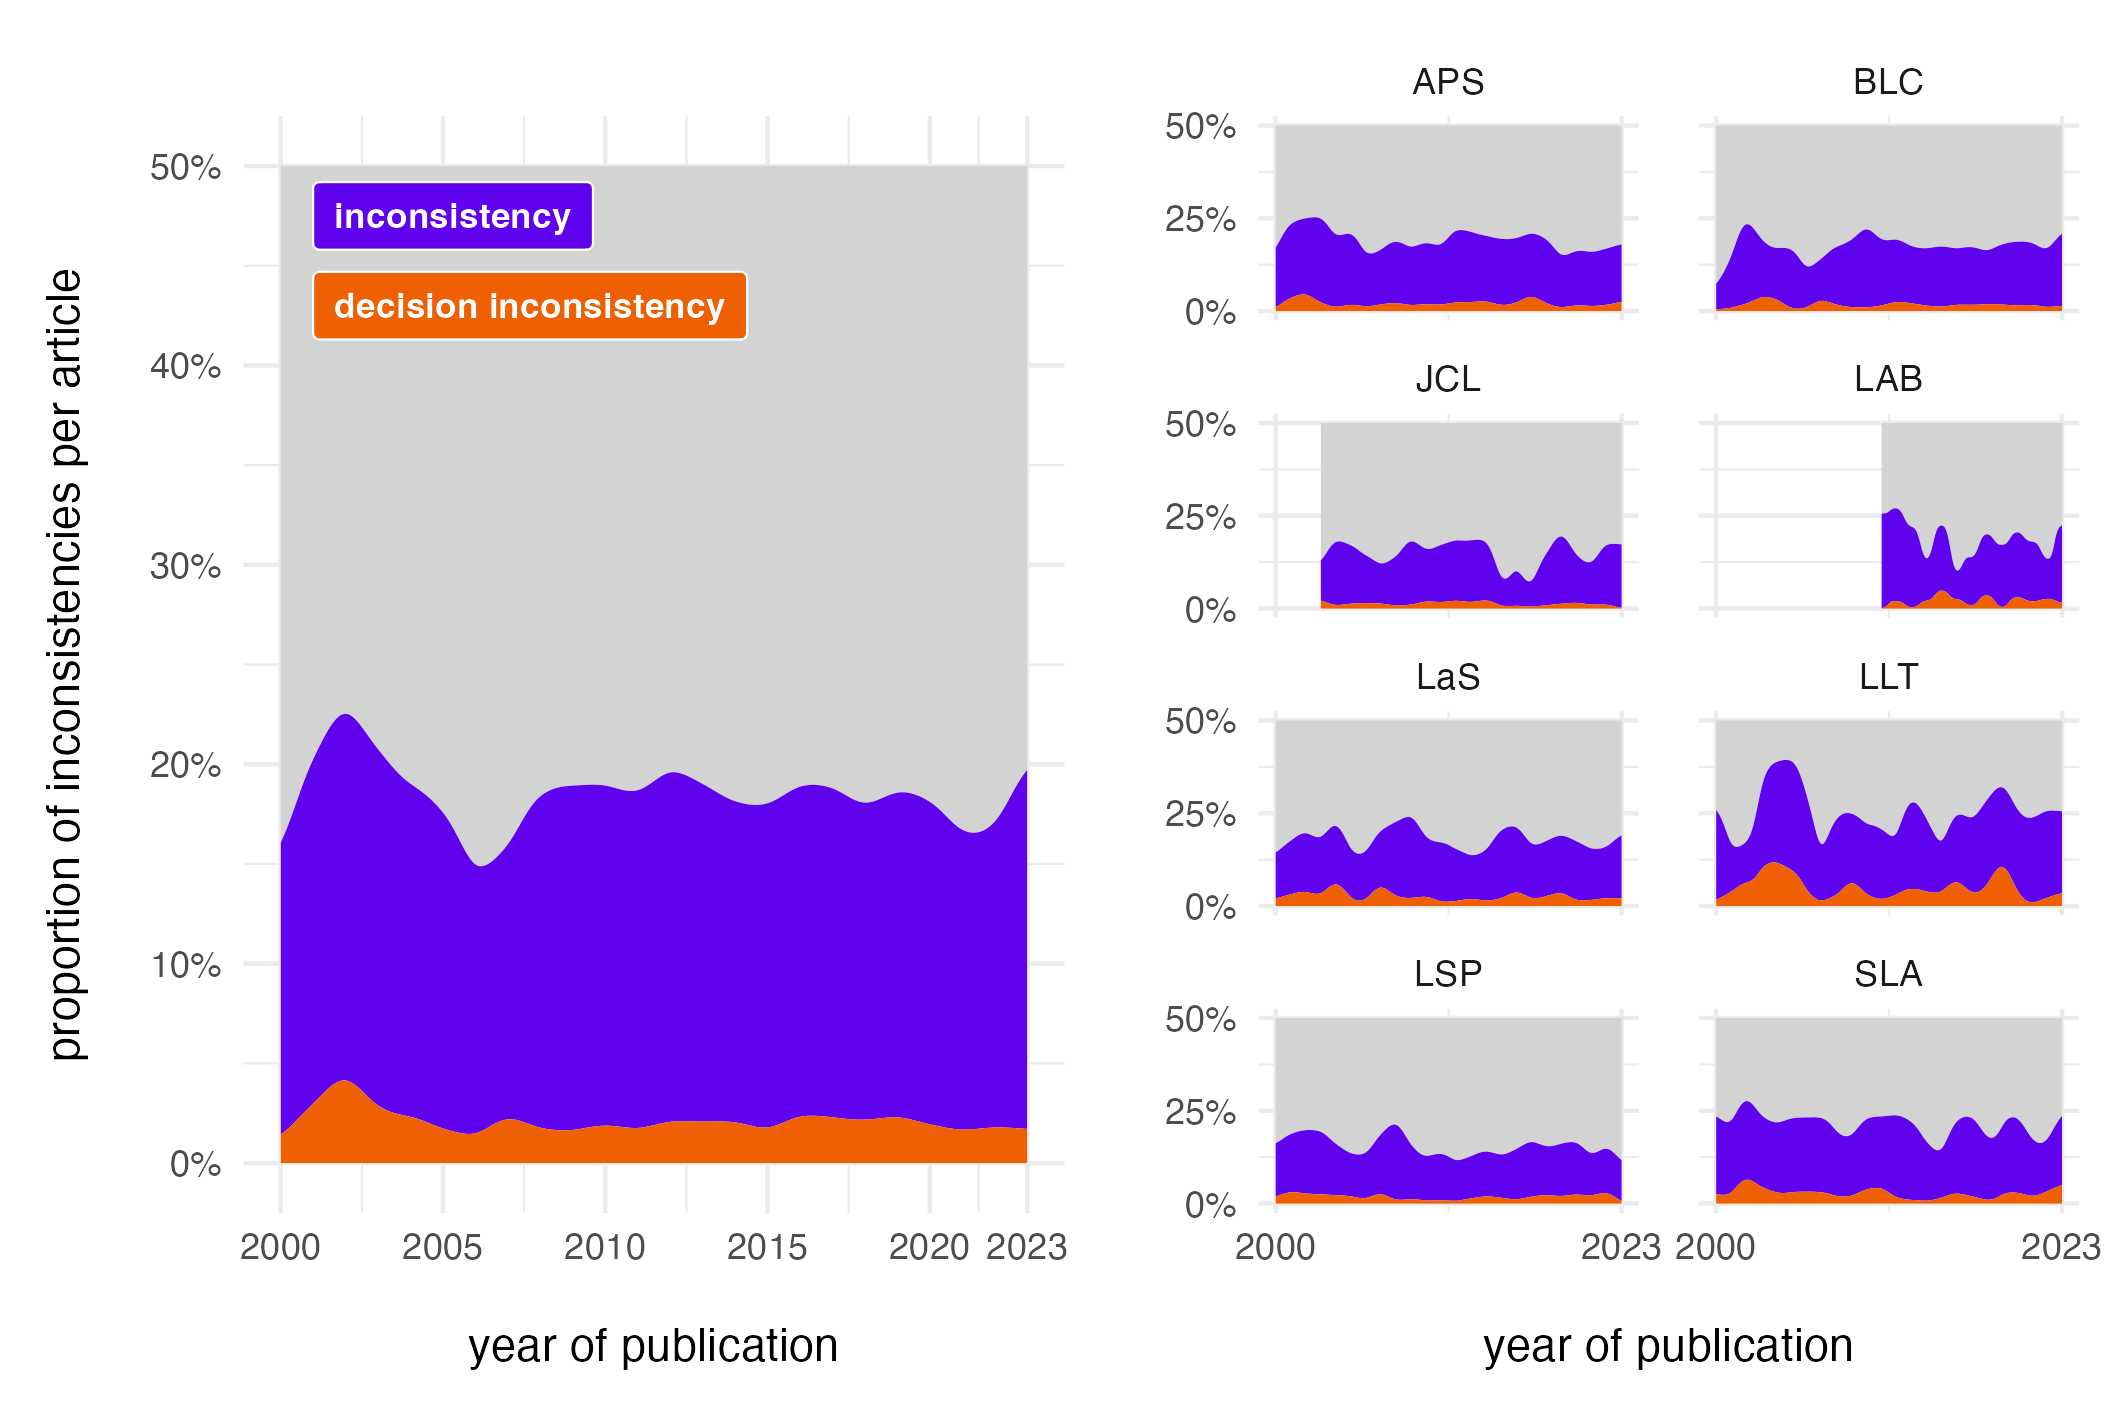 proportion of inconsistencies per article
50%
40%
30%
20%
10%
0%
inconsistency
decision inconsistency
2000 2005 2010 2015 2020 2023
year of publication
APS BLC
50%
25%
0%
JCL LAB
50%
25%
0%
LaS LLT
50%
25%
0%
LSP SLA
50%
25%
0%
2000 2023 2000 2023
year of publication